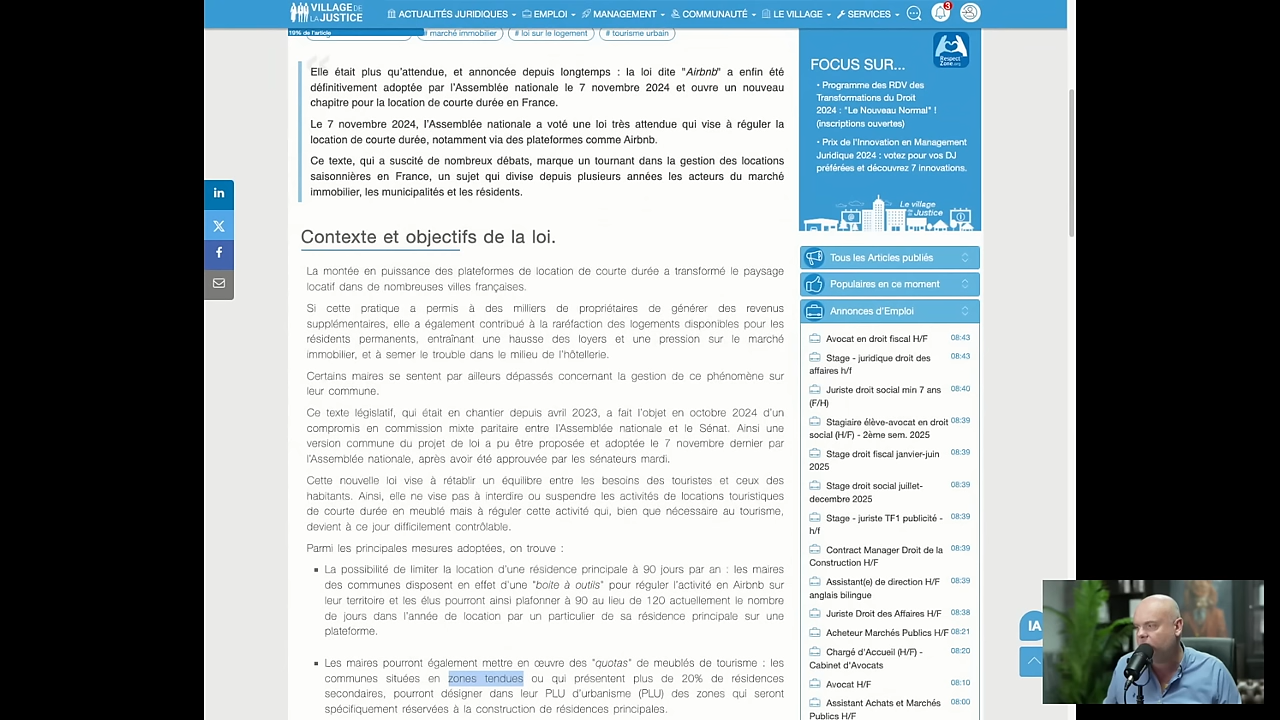 VILLAGE
DE LA JUSTICE
ACTUALITÉS JURIDIQUES
EMPLOI
MANAGEMENT
COMMUNAUTÉ
LE VILLAGE
SERVICES
3
19% de l'article
# marché immobilier
# loi sur le logement
# tourisme urbain
Elle était plus qu'attendue, et annoncée depuis longtemps : la loi dite "Airbnb" a enfin été
définitivement adoptée par l'Assemblée nationale le 7 novembre 2024 et ouvre un nouveau
chapitre pour la location de courte durée en France.
Le 7 novembre 2024, l'Assemblée nationale a voté une loi très attendue qui vise à réguler la
location de courte durée, notamment via des plateformes comme Airbnb.
Ce texte, qui a suscité de nombreux débats, marque un tournant dans la gestion des locations
saisonnières en France, un sujet qui divise depuis plusieurs années les acteurs du marché
immobilier, les municipalités et les résidents.
in
X
f
Contexte et objectifs de la loi.
La montée en puissance des plateformes de location de courte durée a transformé le paysage
locatif dans de nombreuses villes françaises.
Si cette pratique a permis à des milliers de propriétaires de générer des revenus
supplémentaires, elle a également contribué à la raréfaction des logements disponibles pour les
résidents permanents, entraînant une hausse des loyers et une pression sur le marché
immobilier, et à semer le trouble dans le milieu de l'hôtellerie.
Certains maires se sentent par ailleurs dépassés concernant la gestion de ce phénomène sur
leur commune.
Ce texte législatif, qui était en chantier depuis avril 2023, a fait l'objet en octobre 2024 d'un
compromis en commission mixte paritaire entre l'Assemblée nationale et le Sénat. Ainsi une
version commune du projet de loi a pu être proposée et adoptée le 7 novembre dernier par
l'Assemblée nationale, après avoir été approuvée par les sénateurs mardi.
Cette nouvelle loi vise à rétablir un équilibre entre les besoins des touristes et ceux des
habitants. Ainsi, elle ne vise pas à interdire ou suspendre les activités de locations touristiques
de courte durée en meublé mais à réguler cette activité qui, bien que nécessaire au tourisme,
devient à ce jour difficilement contrôlable.
Parmi les principales mesures adoptées, on trouve :
La possibilité de limiter la location d'une résidence principale à 90 jours par an : les maires
des communes disposent en effet d'une "boite à outils" pour réguler l'activité en Airbnb sur
leur territoire et les élus pourront ainsi plafonner à 90 au lieu de 120 actuellement le nombre
de jours dans l'année de location par un particulier de sa résidence principale sur une
plateforme.
Les maires pourront également mettre en œuvre des "quotas" de meublés de tourisme : les
communes situées en zones tendues ou qui présentent plus de 20% de résidences
secondaires, pourront désigner dans leur PLU d'urbanisme (PLU) des zones qui seront
spécifiquement réservées à la construction de résidences principales.
FOCUS SUR...
Respect
Zone.org
• Programme des RDV des
Transformations du Droit
2024 : "Le Nouveau Normal" !
(inscriptions ouvertes)
• Prix de l'Innovation en Management
Juridique 2024 : votez pour vos DJ
préférées et découvrez 7 innovations.
Le village
de la
Justice
Tous les Articles publiés
Populaires en ce moment
Annonces d'Emploi
Avocat en droit fiscal H/F 08:43
Stage - juridique droit des 08:43
affaires h/f
Juriste droit social min 7 ans 08:40
(F/H)
Stagiaire élève-avocat en droit 08:39
social (H/F) - 2ème sem. 2025
Stage droit fiscal janvier-juin 08:39
2025
Stage droit social juillet- 08:39
decembre 2025
Stage - juriste TF1 publicité - 08:39
h/f
Contract Manager Droit de la 08:39
Construction H/F
Assistant(e) de direction H/F 08:39
anglais bilingue
Juriste Droit des Affaires H/F 08:38
Acheteur Marchés Publics H/F 08:21
Chargé d'Accueil (H/F) - 08:20
Cabinet d'Avocats
Avocat H/F 08:10
Assistant Achats et Marchés 08:00
Publics H/F
IA